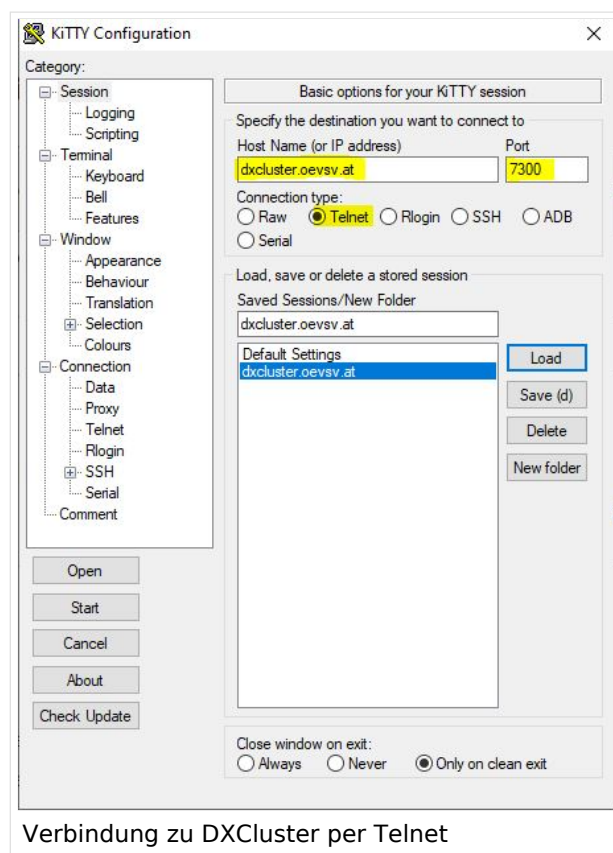 KiTTY Configuration
Category:
Session
Logging
Scripting
Terminal
Keyboard
Bell
Features
Window
Appearance
Behaviour
Translation
Selection
Colours
Connection
Data
Proxy
Telnet
Rlogin
SSH
Serial
Comment
Open
Start
Cancel
About
Check Update
Basic options for your KiTTY session
Specify the destination you want to connect to
Host Name (or IP address) Port
dxcluster.oevsv.at 7300
Connection type:
Raw Telnet Rlogin SSH ADB
Serial
Load, save or delete a stored session
Saved Sessions/New Folder
dxcluster.oevsv.at
Default Settings
dxcluster.oevsv.at
Load
Save (d)
Delete
New folder
Close window on exit:
Always Never Only on clean exit
Verbindung zu DXCluster per Telnet